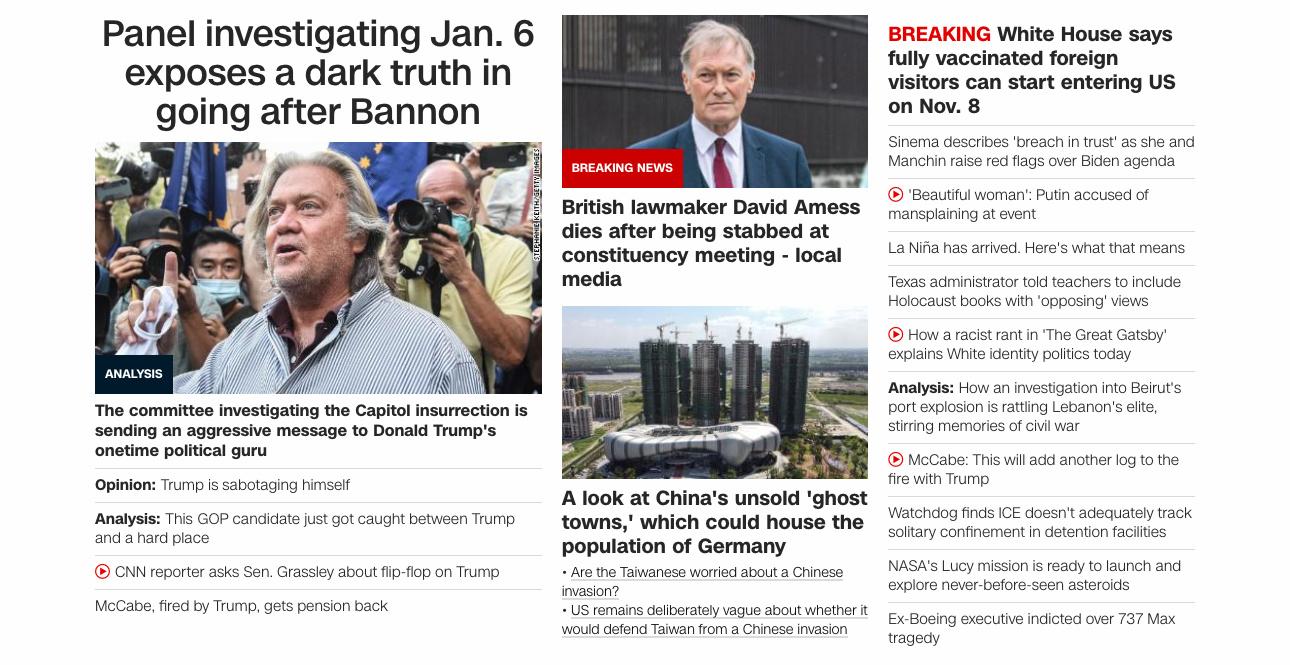 Panel investigating Jan. 6
exposes a dark truth in
going after Bannon
STEPHANIE KEITH/GETTY IMAGES
ANALYSIS
The committee investigating the Capitol insurrection is
sending an aggressive message to Donald Trump's
onetime political guru
Opinion: Trump is sabotaging himself
Analysis: This GOP candidate just got caught between Trump
and a hard place
CNN reporter asks Sen. Grassley about flip-flop on Trump
McCabe, fired by Trump, gets pension back
BREAKING NEWS
British lawmaker David Amess
dies after being stabbed at
constituency meeting - local
media
A look at China's unsold 'ghost
towns,' which could house the
population of Germany
• Are the Taiwanese worried about a Chinese
invasion?
• US remains deliberately vague about whether it
would defend Taiwan from a Chinese invasion
BREAKING White House says
fully vaccinated foreign
visitors can start entering US
on Nov. 8
Sinema describes 'breach in trust' as she and
Manchin raise red flags over Biden agenda
'Beautiful woman': Putin accused of
mansplaining at event
La Niña has arrived. Here's what that means
Texas administrator told teachers to include
Holocaust books with 'opposing' views
How a racist rant in 'The Great Gatsby'
explains White identity politics today
Analysis: How an investigation into Beirut's
port explosion is rattling Lebanon's elite,
stirring memories of civil war
McCabe: This will add another log to the
fire with Trump
Watchdog finds ICE doesn't adequately track
solitary confinement in detention facilities
NASA's Lucy mission is ready to launch and
explore never-before-seen asteroids
Ex-Boeing executive indicted over 737 Max
tragedy